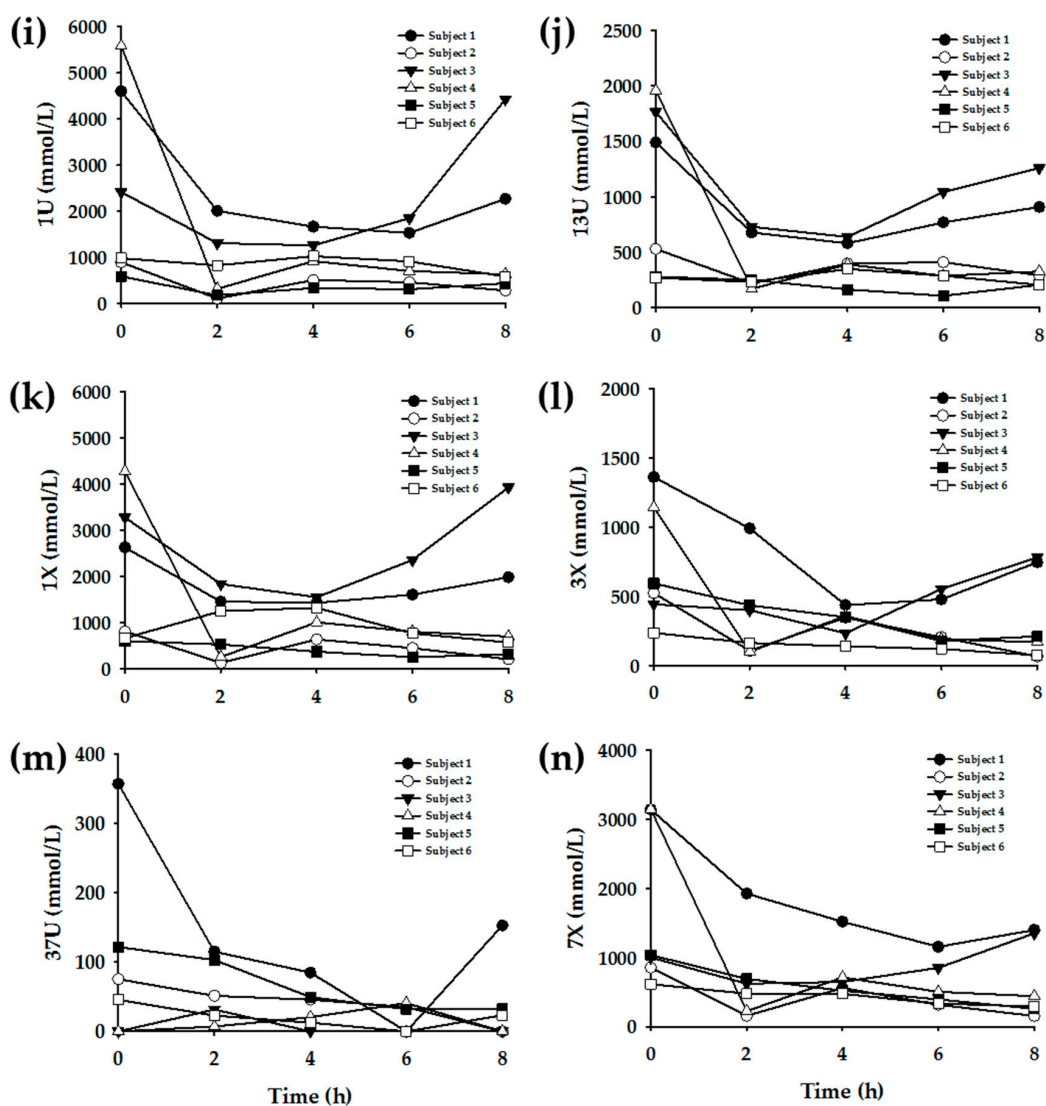 (i)
1U (mmol/L)
6000
5000
4000
3000
2000
1000
0
0 2 4 6 8
Subject 1
Subject 2
Subject 3
Subject 4
Subject 5
Subject 6
(j)
13U (mmol/L)
2500
2000
1500
1000
500
0
0 2 4 6 8
Subject 1
Subject 2
Subject 3
Subject 4
Subject 5
Subject 6
(k)
1X (mmol/L)
6000
5000
4000
3000
2000
1000
0
0 2 4 6 8
Subject 1
Subject 2
Subject 3
Subject 4
Subject 5
Subject 6
(l)
3X (mmol/L)
2000
1500
1000
500
0
0 2 4 6 8
Subject 1
Subject 2
Subject 3
Subject 4
Subject 5
Subject 6
(m)
37U (mmol/L)
400
300
200
100
0
0 2 4 6 8
Time (h)
Subject 1
Subject 2
Subject 3
Subject 4
Subject 5
Subject 6
(n)
7X (mmol/L)
4000
3000
2000
1000
0
0 2 4 6 8
Time (h)
Subject 1
Subject 2
Subject 3
Subject 4
Subject 5
Subject 6